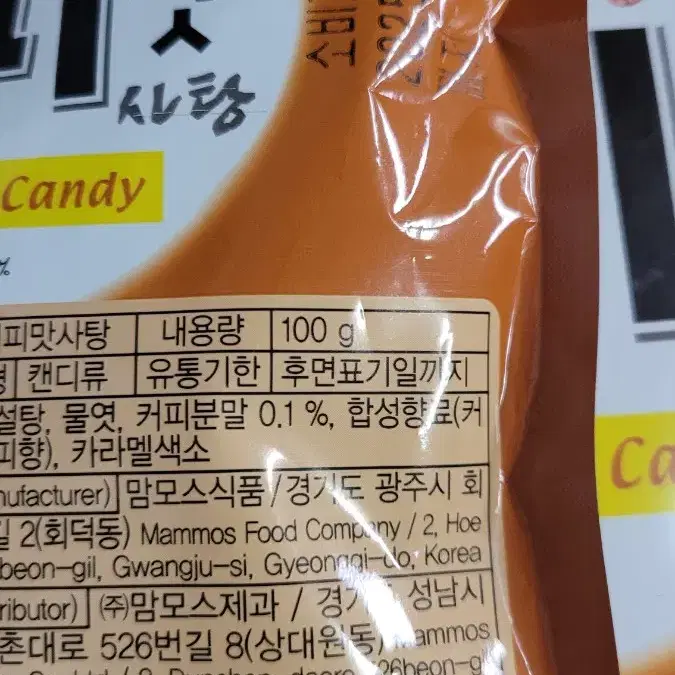 맛
사탕
소비
Candy
Ca
피맛사탕 내용량 100 g
캔디류 유통기한 후면표기일까지
설탕, 물엿, 커피분말 0.1 %, 합성향료(커
피향), 카라멜색소
nufacturer) 맘모스식품 / 경기도 광주시 회
길 2(회덕동) Mammos Food Company / 2, Hoe
beon-gil, Gwangju-si, Gyeonggi-do, Korea
ributor) ㈜맘모스제과 / 경기 성남시
촌대로 526번길 8(상대원동) Mammos
26beon-g